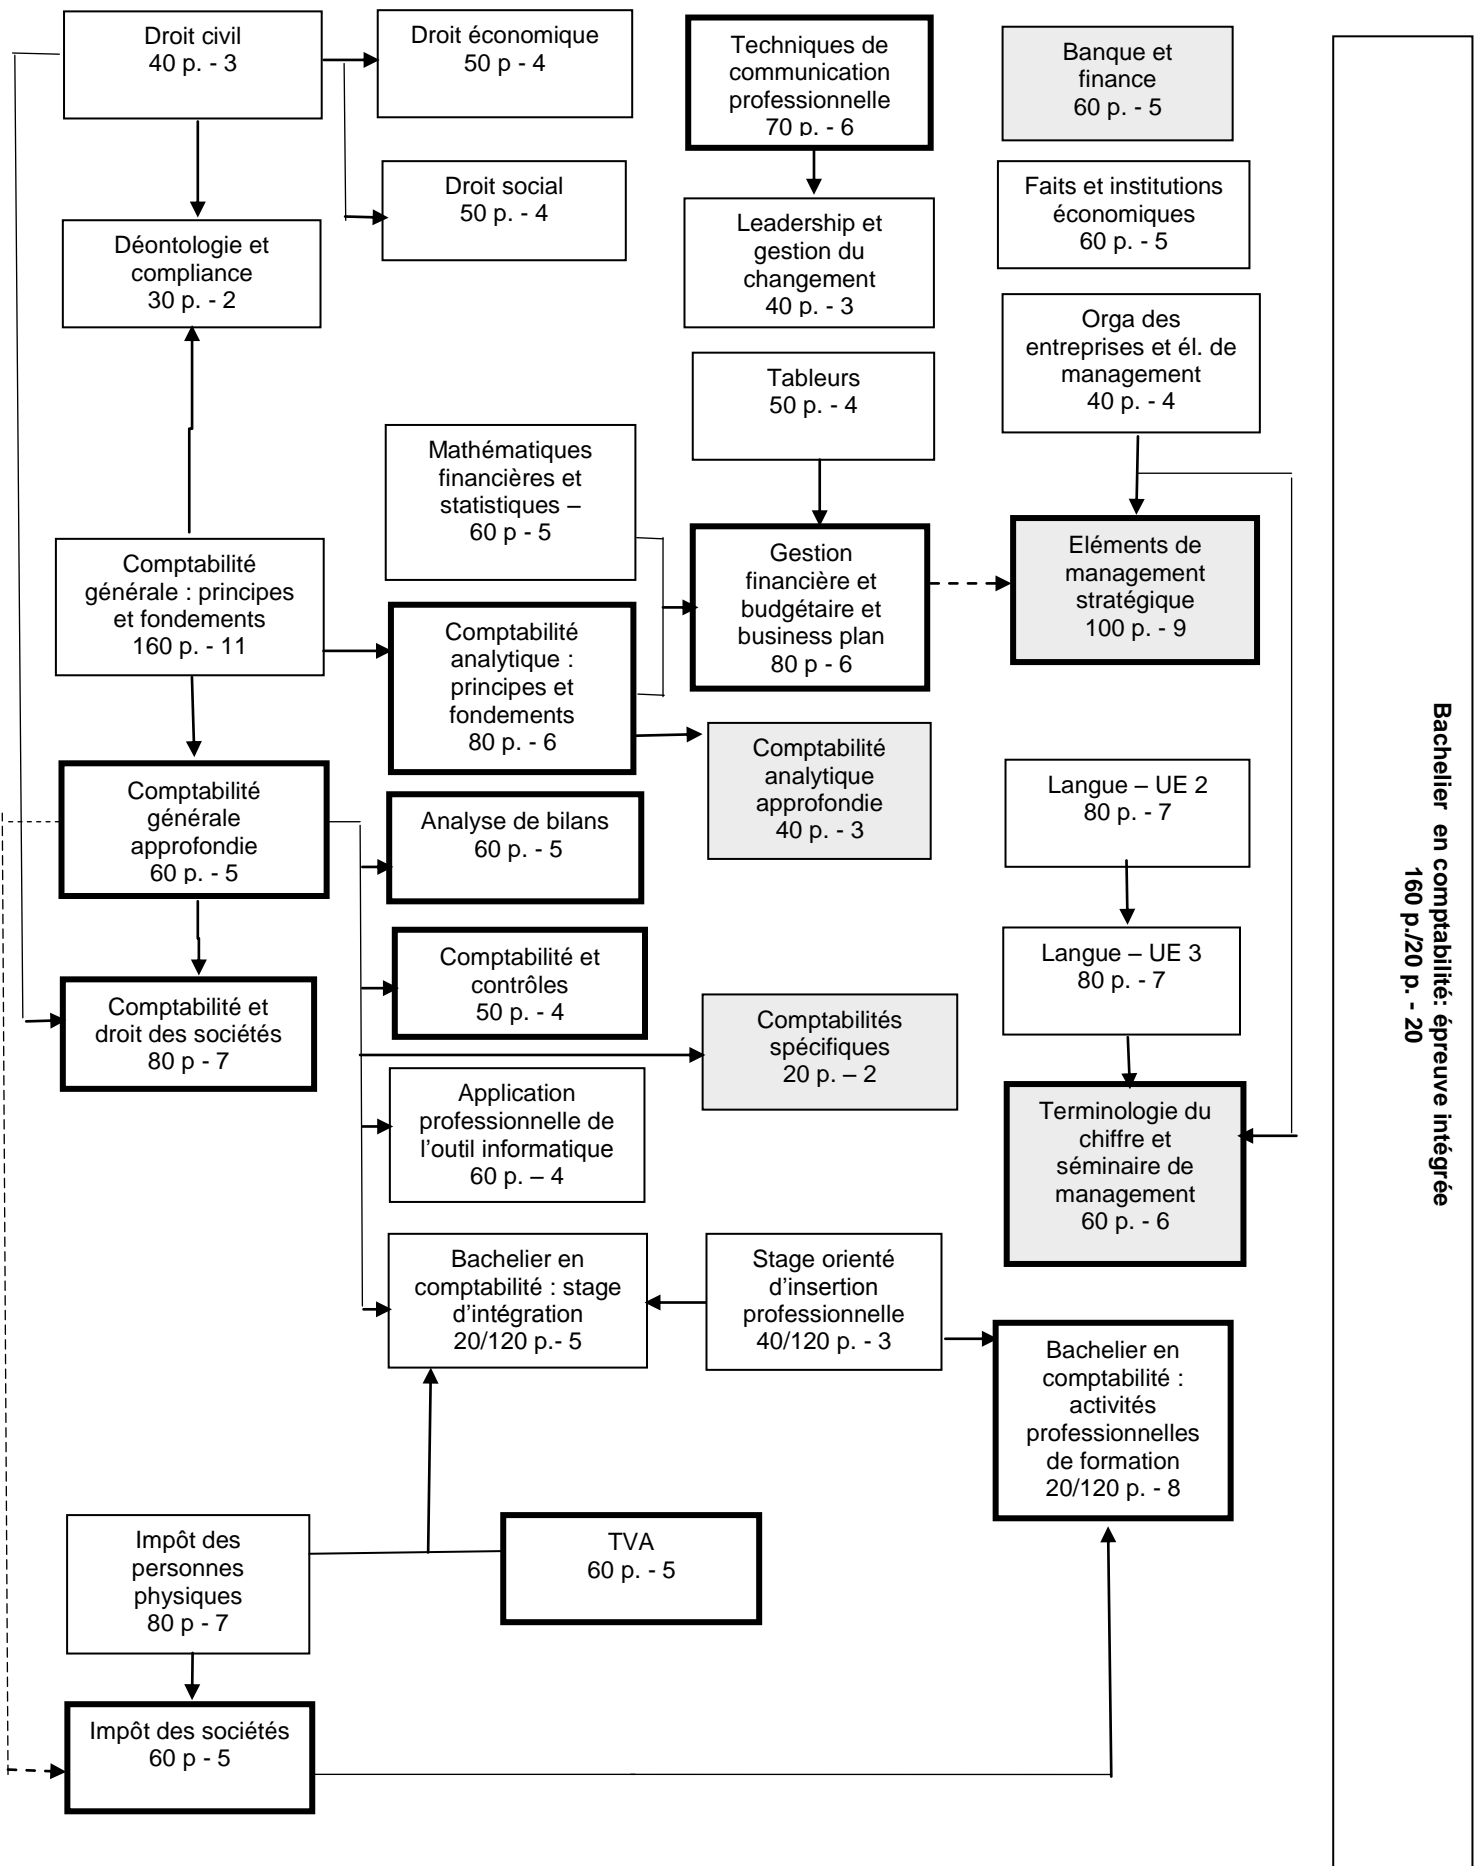 Droit civil
40 p. - 3
Droit économique
50 p - 4
Techniques de
communication
professionnelle
70 p. - 6
Banque et
finance
60 p. - 5
Droit social
50 p. - 4
Faits et institutions
économiques
60 p. - 5
Déontologie et
compliance
30 p. - 2
Leadership et
gestion du
changement
40 p. - 3
Orga des
entreprises et él. de
management
40 p. - 4
Tableurs
50 p. - 4
Mathématiques
financières et
statistiques –
60 p - 5
Comptabilité
générale : principes
et fondements
160 p. - 11
Gestion
financière et
budgétaire et
business plan
80 p - 6
Eléments de
management
stratégique
100 p. - 9
Comptabilité
analytique :
principes et
fondements
80 p. - 6
Comptabilité
analytique
approfondie
40 p. - 3
Comptabilité
générale
approfondie
60 p. - 5
Analyse de bilans
60 p. - 5
Langue – UE 2
80 p. - 7
Comptabilité et
contrôles
50 p. - 4
Langue – UE 3
80 p. - 7
Comptabilité et
droit des sociétés
80 p - 7
Comptabilités
spécifiques
20 p. – 2
Application
professionnelle de
l’outil informatique
60 p. – 4
Terminologie du
chiffre et
séminaire de
management
60 p. - 6
Bachelier en
comptabilité : stage
d’intégration
20/120 p.- 5
Stage orienté
d’insertion
professionnelle
40/120 p. - 3
Bachelier en
comptabilité :
activités
professionnelles
de formation
20/120 p. - 8
Impôt des
personnes
physiques
80 p - 7
TVA
60 p. - 5
Impôt des sociétés
60 p - 5
Bachelier en comptabilité: épreuve intégrée
160 p./20 p. - 20